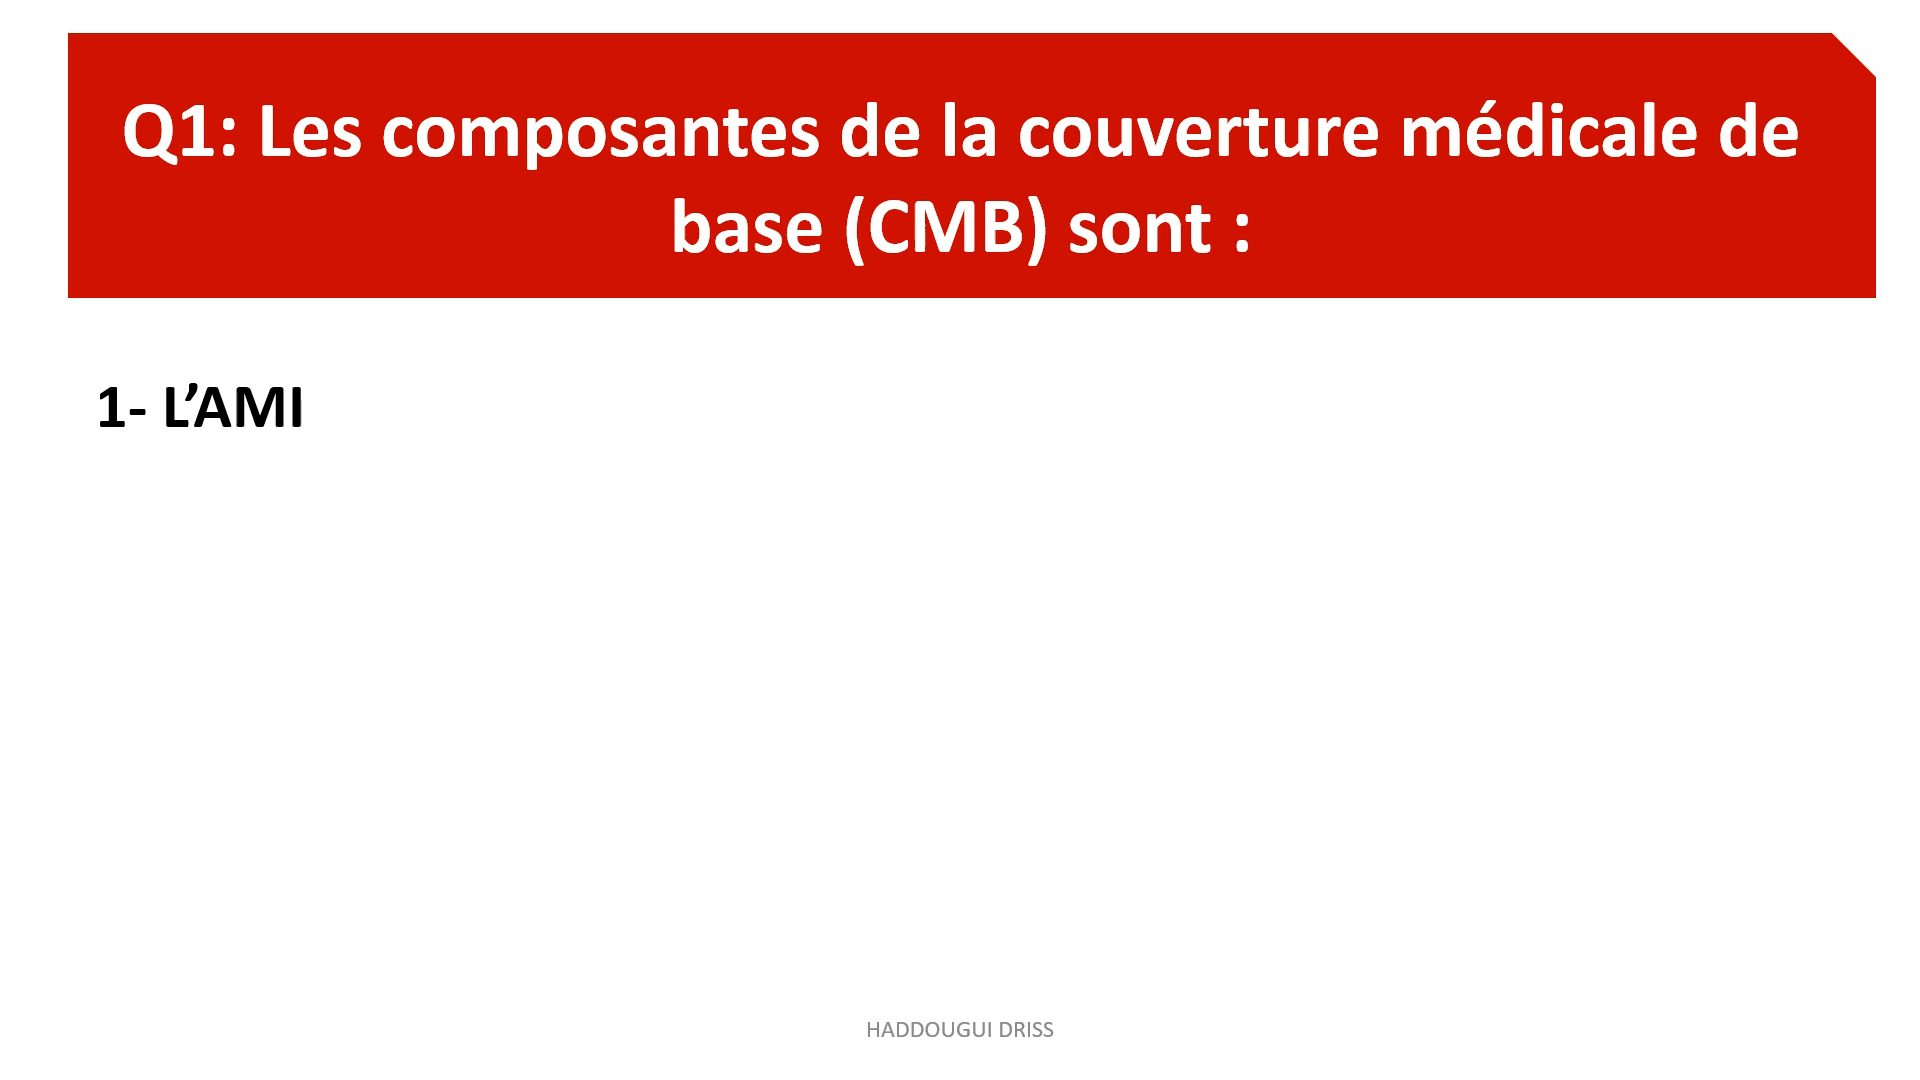 Q1: Les composantes de la couverture médicale de
base (CMB) sont :
1- L’AMI
HADDOUGUI DRISS